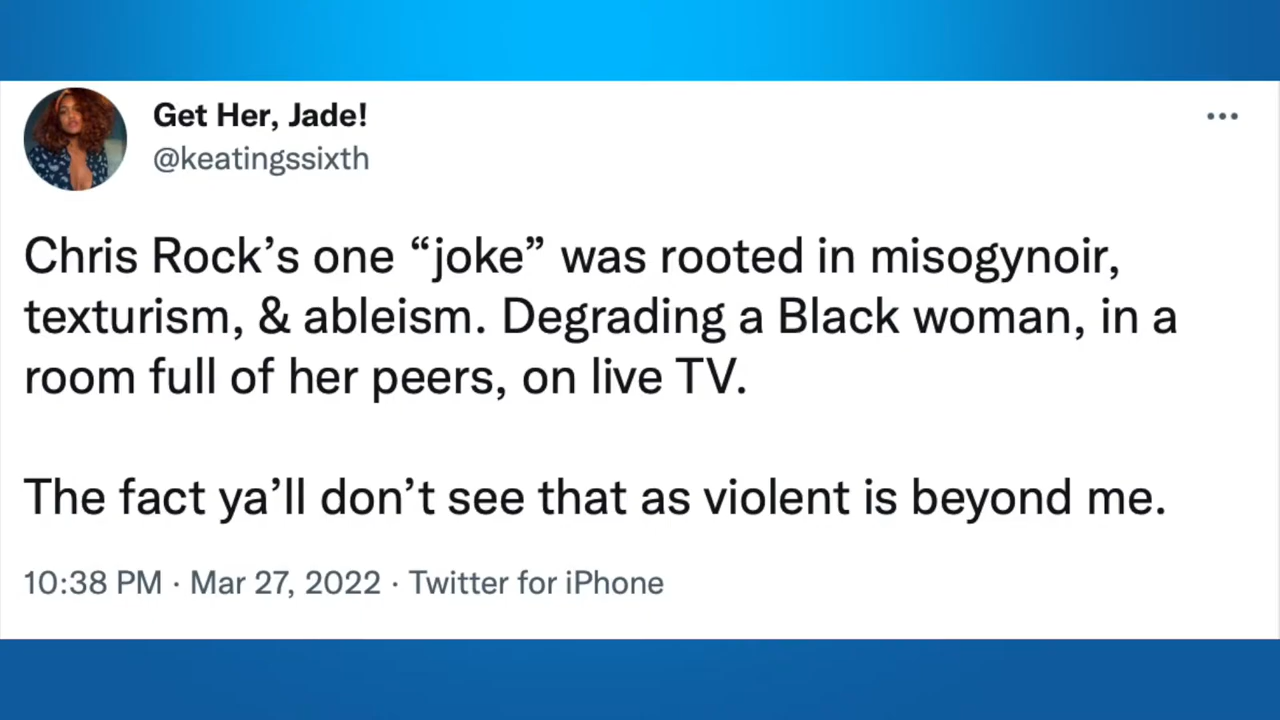 Get Her, Jade!
@keatingssixth
Chris Rock’s one “joke” was rooted in misogynoir,
texturism, & ableism. Degrading a Black woman, in a
room full of her peers, on live TV.
The fact ya’ll don’t see that as violent is beyond me.
10:38 PM · Mar 27, 2022 · Twitter for iPhone